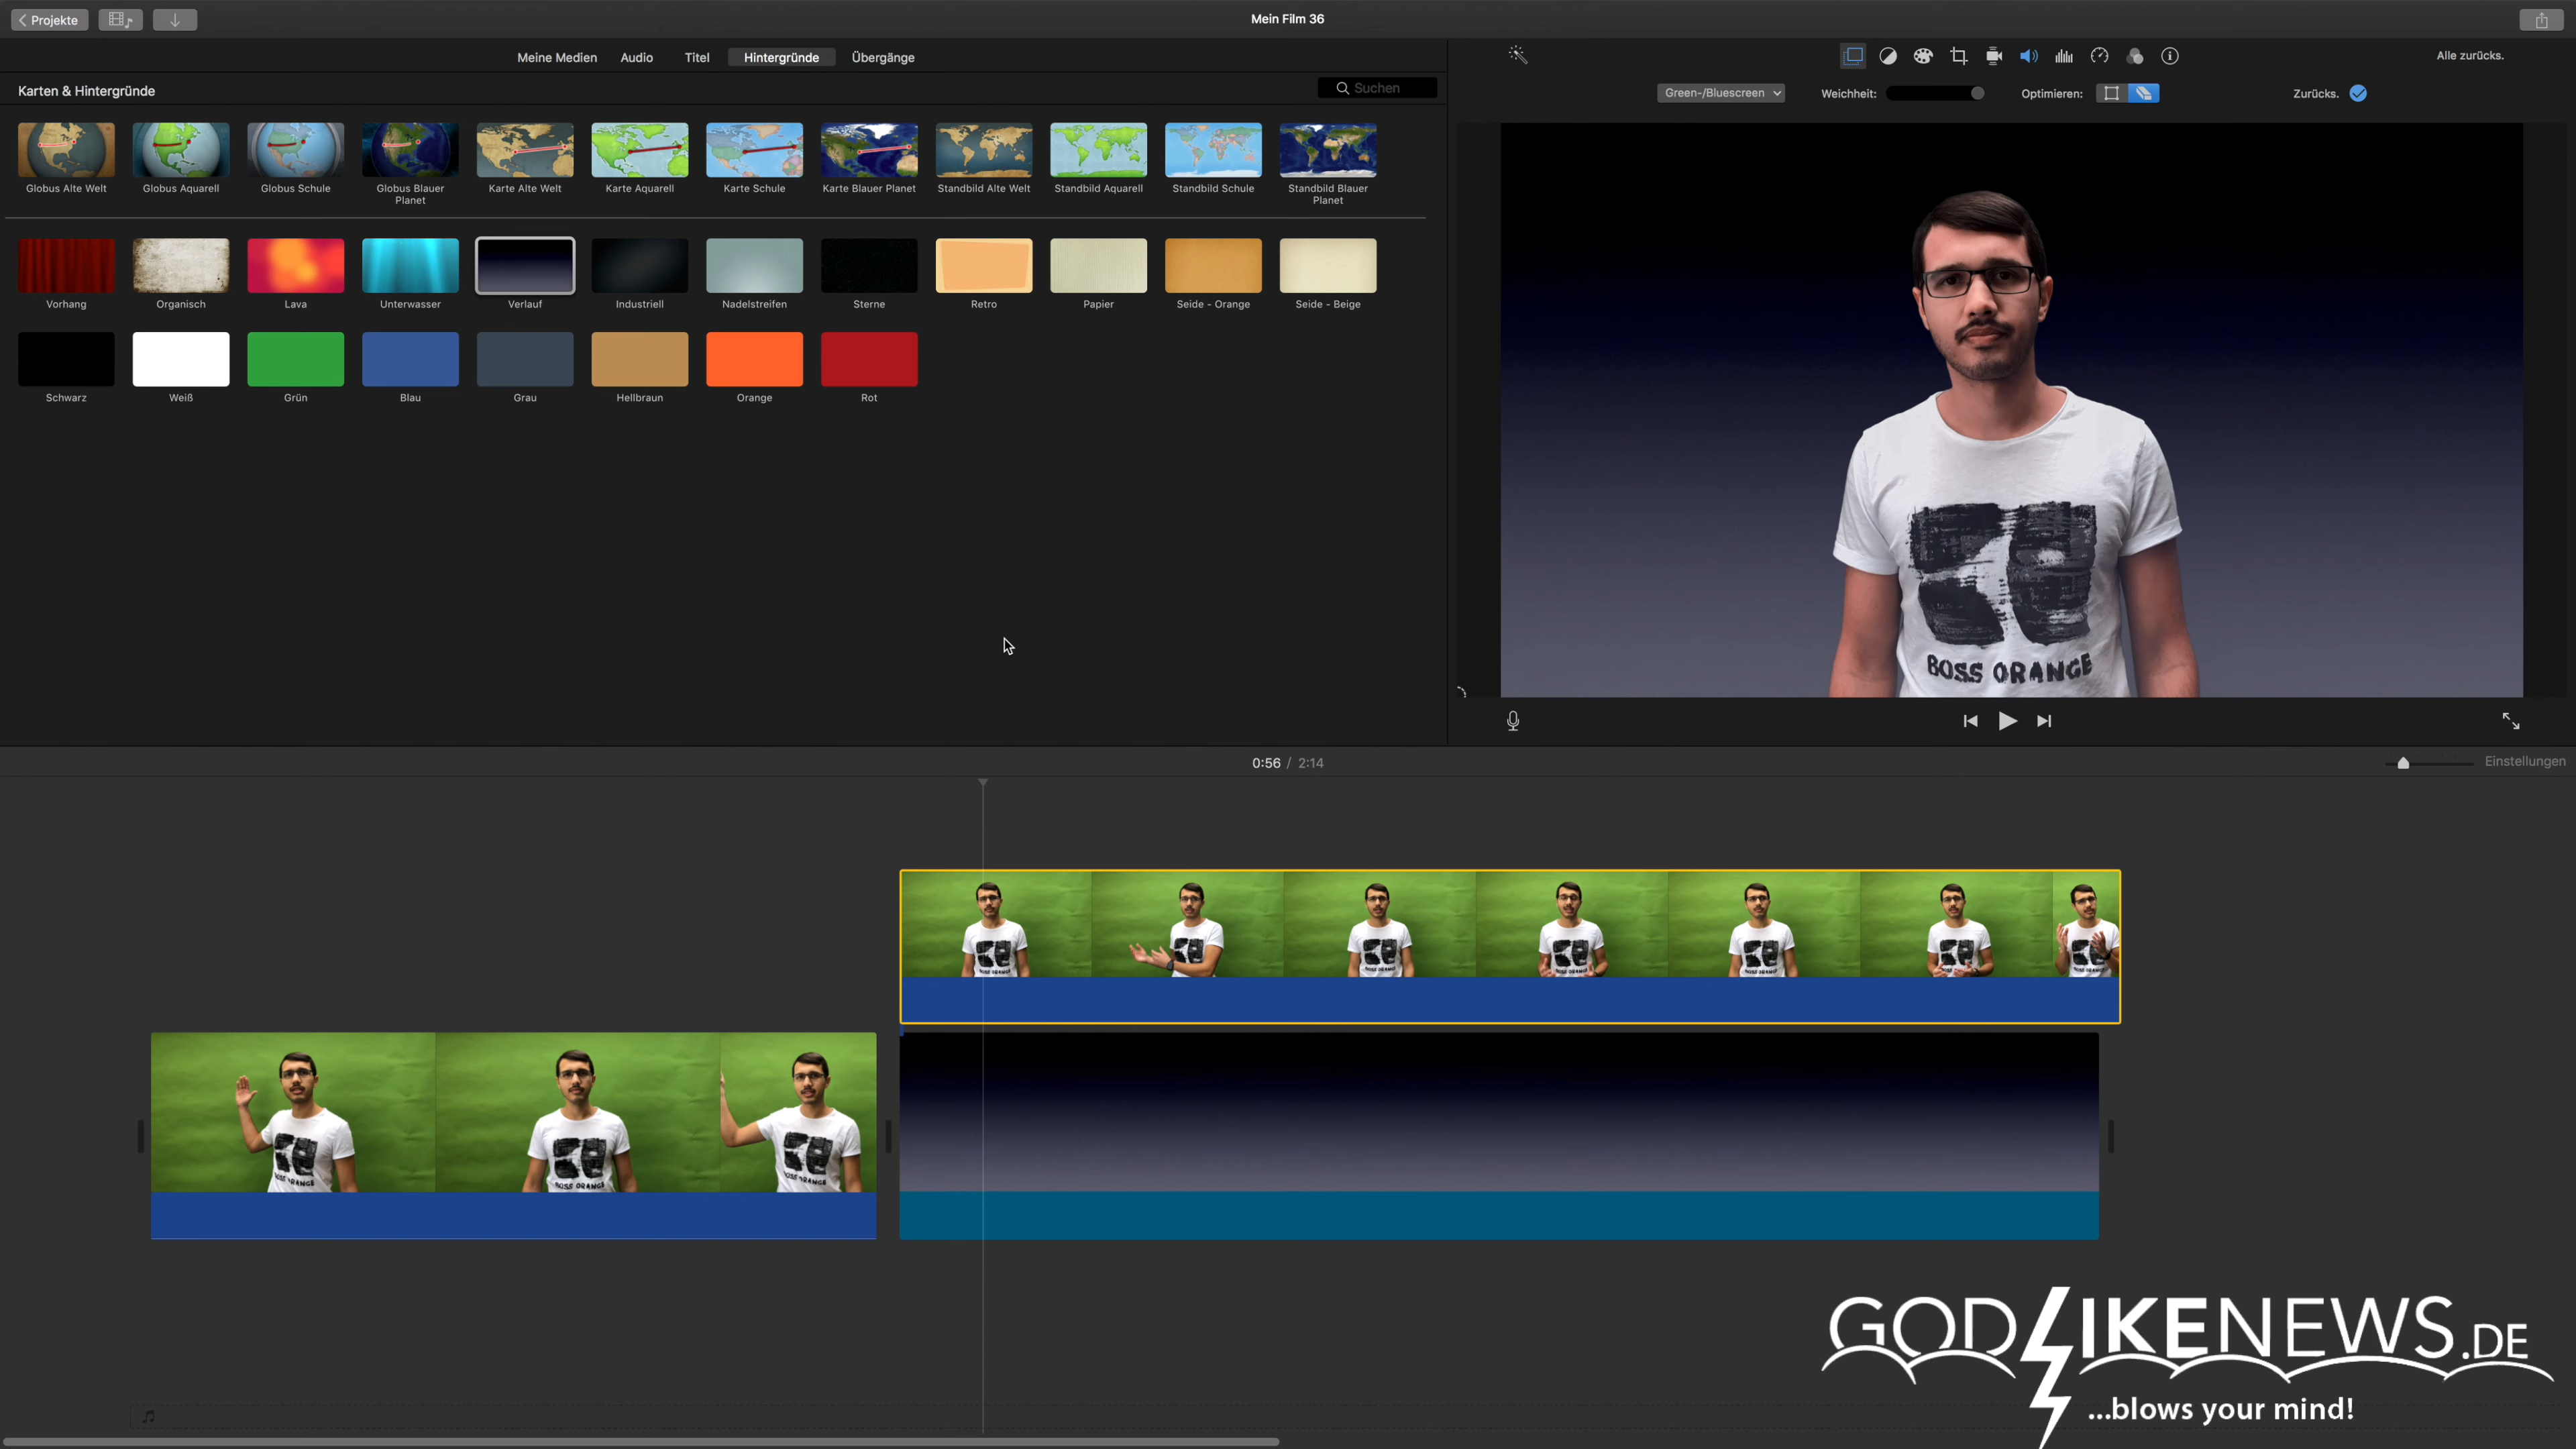 Projekte
Mein Film 36
Meine Medien Audio Titel Hintergründe Übergänge
Alle zurücks.
Karten & Hintergründe
Suchen
Green-/Bluescreen Weichheit: Optimieren: Zurücks.
Globus Alte Welt Globus Aquarell Globus Schule Globus Blauer Planet Karte Alte Welt Karte Aquarell Karte Schule Karte Blauer Planet Standbild Alte Welt Standbild Aquarell Standbild Schule Standbild Blauer Planet
Vorhang Organisch Lava Unterwasser Verlauf Industriell Nadelstreifen Sterne Retro Papier Seide - Orange Seide - Beige
Schwarz Weiß Grün Blau Grau Hellbraun Orange Rot
BOSS ORANGE
0:56 / 2:14
Einstellungen
GODLIKENEWS.DE
...blows your mind!